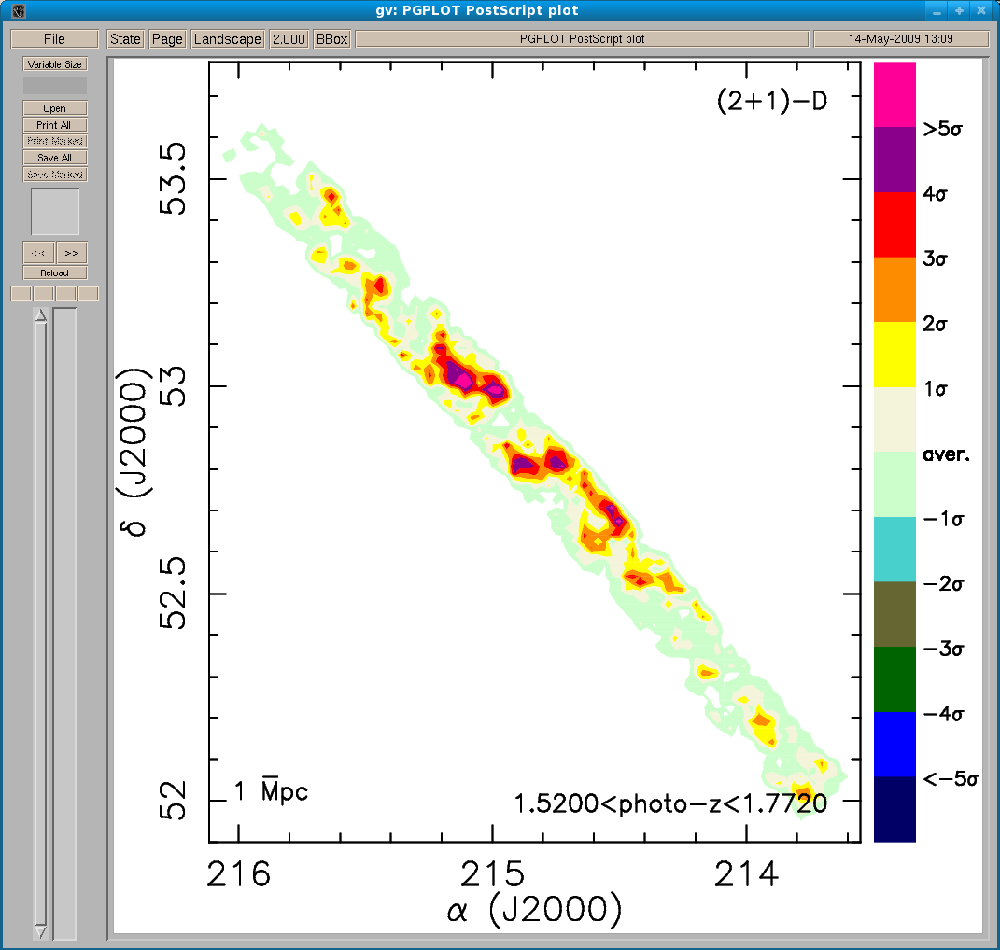 gv: PGPLOT PostScript plot
File State Page Landscape 2.000 BBox PGPLOT PostScript plot 14-May-2009 13:09
Variable Size
Open
Print All
Print Marked
Save All
Save Marked
<< >>
Reload
(2+1)−D
>5σ
4σ
3σ
2σ
1σ
aver.
−1σ
−2σ
−3σ
−4σ
<−5σ
53.5
53
52.5
52
δ (J2000)
1 Mpc
1.5200<photo−z<1.7720
216 215 214
α (J2000)